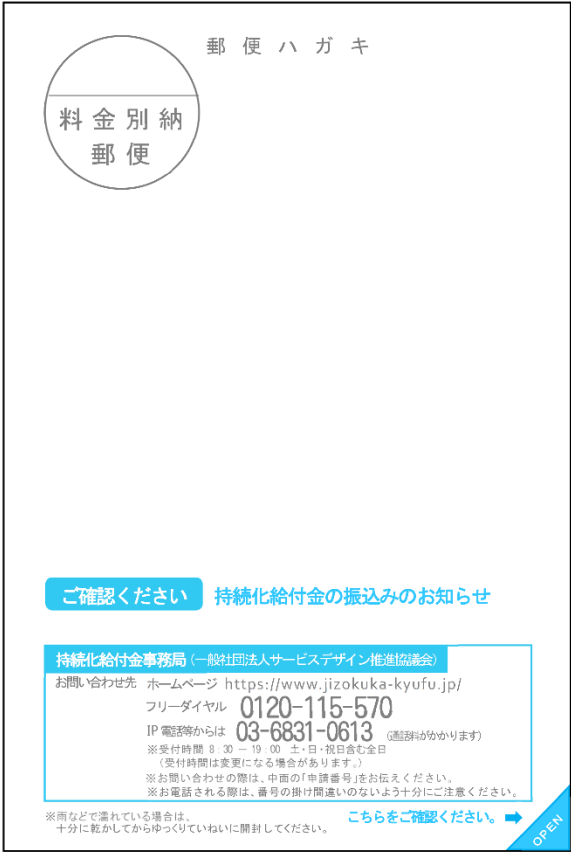 郵便ハガキ
料金別納
郵便
ご確認ください 持続化給付金の振込みのお知らせ
持続化給付金事務局(一般社団法人サービスデザイン推進協議会)
お問い合わせ先 ホームページ https://www.jizokuka-kyufu.jp/
フリーダイヤル 0120-115-570
IP電話等からは 03-6831-0613 (通話料がかかります)
※受付時間 8:30 - 19:00 土・日・祝日含む全日
(受付時間は変更になる場合があります。)
※お問い合わせの際は、中面の「申請番号」をお伝えください。
※お電話される際は、番号の掛け間違いのないよう十分にご注意ください。
※雨などで濡れている場合は、
十分に乾かしてからゆっくりていねいに開封してください。
こちらをご確認ください。➡
OPEN